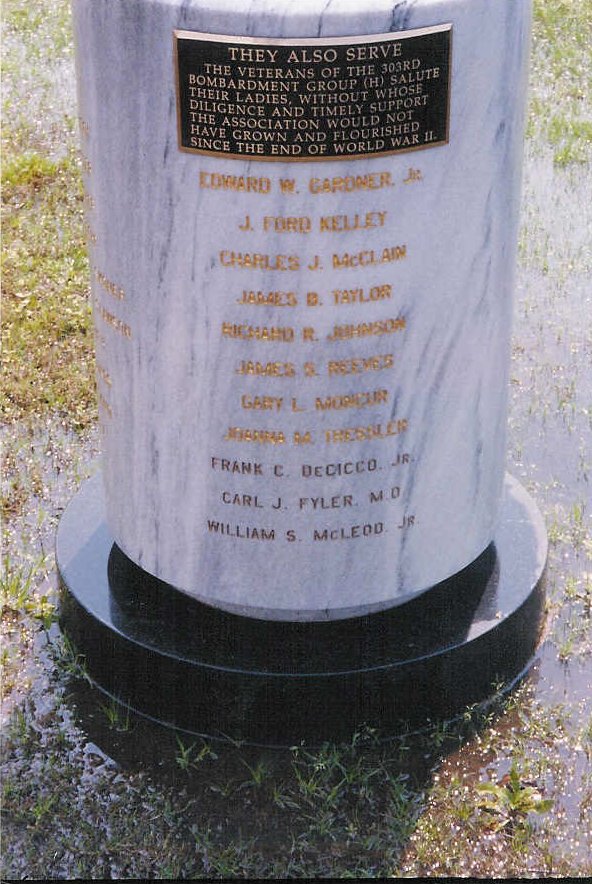 THEY ALSO SERVE
THE VETERANS OF THE 303RD
BOMBARDMENT GROUP (H) SALUTE
THEIR LADIES, WITHOUT WHOSE
DILIGENCE AND TIMELY SUPPORT
THE ASSOCIATION WOULD NOT
HAVE GROWN AND FLOURISHED
SINCE THE END OF WORLD WAR II.
EDWARD W. GARDNER, JR.
J. FORD KELLEY
CHARLES J. McCLAIN
JAMES B. TAYLOR
RICHARD R. JOHNSON
JAMES S. REEVES
GARY L. MONCUR
JOANNA M.
FRANK C. DECICCO, JR.
CARL J. FYLER, M.D.
WILLIAM S. McLEOD, JR.